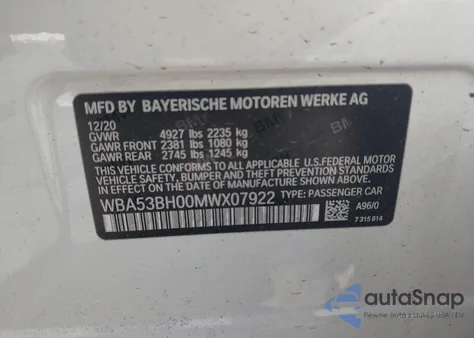 MFD BY BAYERISCHE MOTOREN WERKE AG
12/20
GVWR 4927 lbs 2235 kg
GAWR FRONT 2381 lbs 1080 kg
GAWR REAR 2745 lbs 1245 kg
THIS VEHICLE CONFORMS TO ALL APPLICABLE
U.S.FEDERAL MOTOR
VEHICLE SAFETY, BUMPER AND THEFT PREVENTION STANDARDS
IN EFFECT ON THE DATE OF MANUFACTURE SHOWN ABOVE.
WBA53BH00MWX07922 TYPE: PASSENGER CAR
A96/0
7 315 814
autoSnap